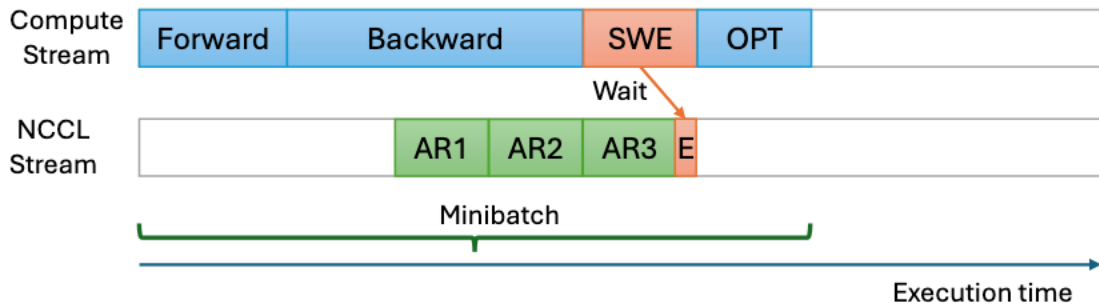 Compute
Stream
Forward
Backward
SWE
OPT
Wait
NCCL
Stream
AR1
AR2
AR3
E
Minibatch
Execution time